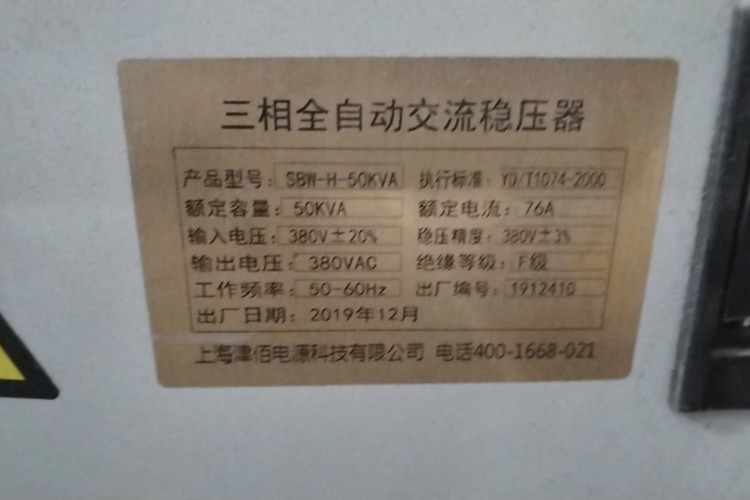 三相全自动交流稳压器
产品型号: SBW-H-50KVA 执行标准: YD/T1074-2000
额定容量: 50KVA 额定电流: 76A
输入电压: 380V±20% 稳压精度: 380V±3%
输出电压: 380VAC 绝缘等级: F级
工作频率: 50-60Hz 出厂编号: 1912410
出厂日期: 2019年12月
上海津佰电源科技有限公司 电话400-1668-021